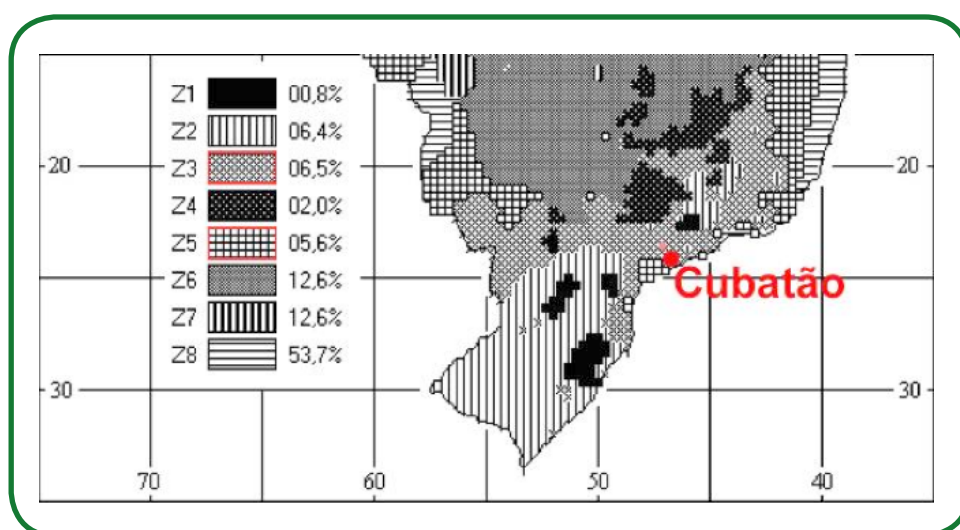 Z1 00,8%
Z2 06,4%
Z3 06,5%
Z4 02,0%
Z5 05,6%
Z6 12,6%
Z7 12,6%
Z8 53,7%
20 20
Cubatão
30 30
70 60 50 40